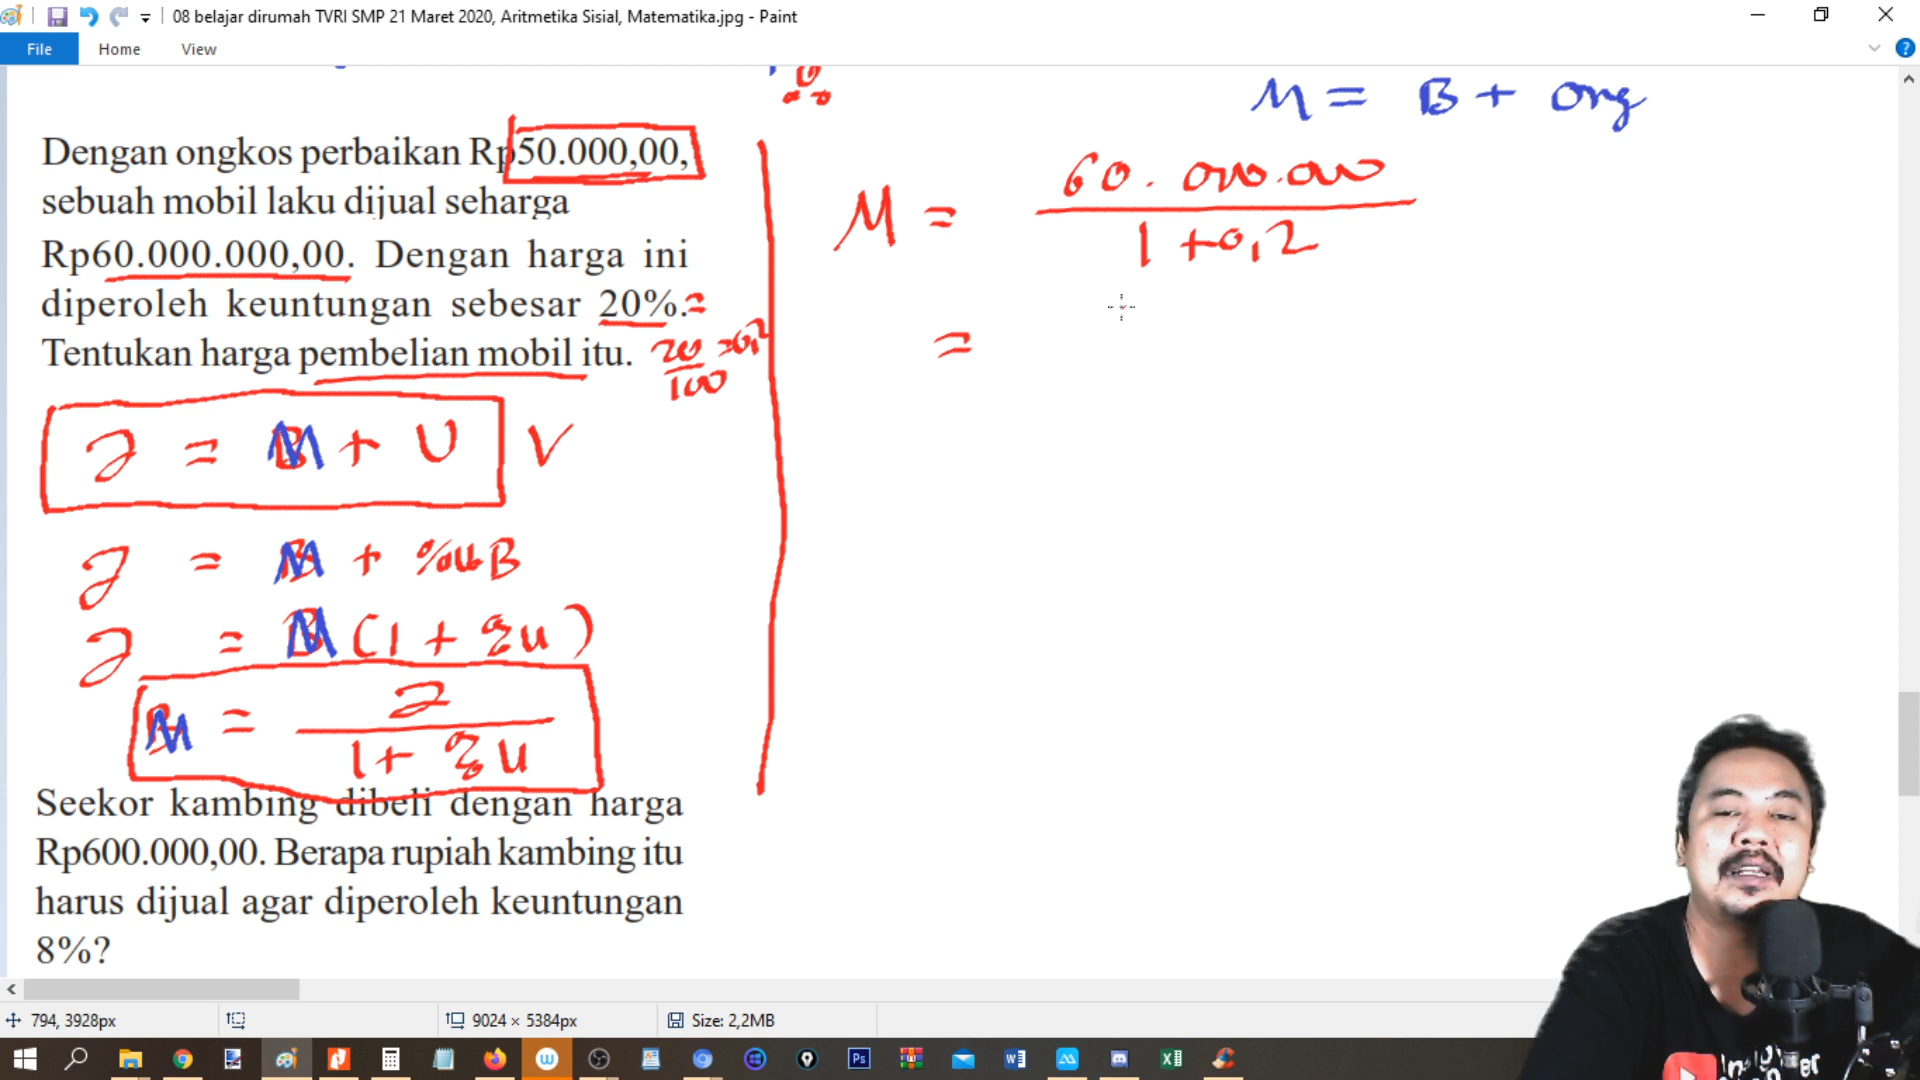 08 belajar dirumah TVRI SMP 21 Maret 2020, Aritmetika Sisial, Matematika.jpg - Paint
File Home View
M = B + ong
Dengan ongkos perbaikan Rp50.000,00,
sebuah mobil laku dijual seharga
Rp60.000.000,00. Dengan harga ini
diperoleh keuntungan sebesar 20%. =
20/100 = 0,2
Tentukan harga pembelian mobil itu.
J = M + U V
J = M + %UB
J = M (1 + %U)
M = J / 1 + %U
M = 60.000.000 / 1 + 0,2
=
Seekor kambing dibeli dengan harga
Rp600.000,00. Berapa rupiah kambing itu
harus dijual agar diperoleh keuntungan
8%?
794, 3928px
9024 × 5384px
Size: 2,2MB